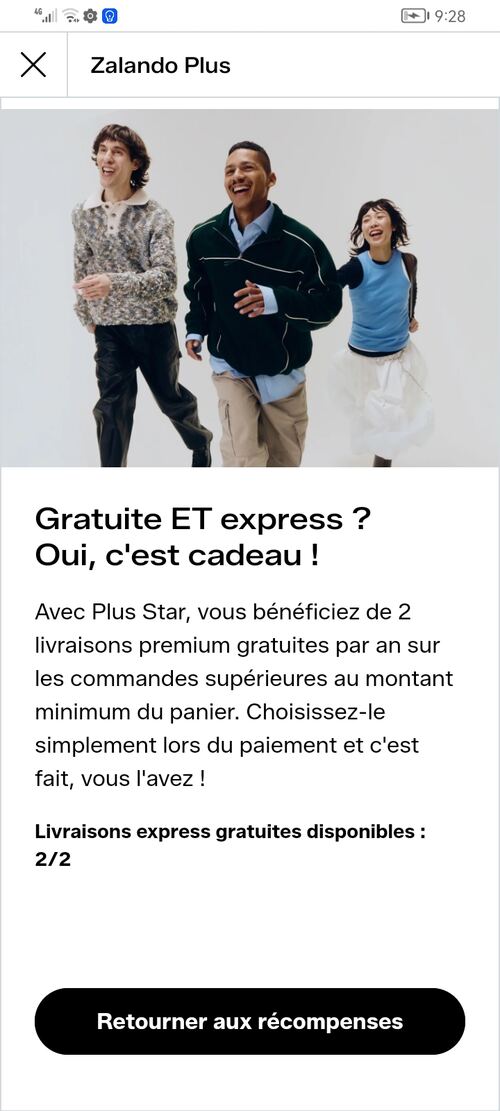 4G 9:28
Zalando Plus
Gratuite ET express ?
Oui, c'est cadeau !
Avec Plus Star, vous bénéficiez de 2
livraisons premium gratuites par an sur
les commandes supérieures au montant
minimum du panier. Choisissez-le
simplement lors du paiement et c'est
fait, vous l'avez !
Livraisons express gratuites disponibles :
2/2
Retourner aux récompenses